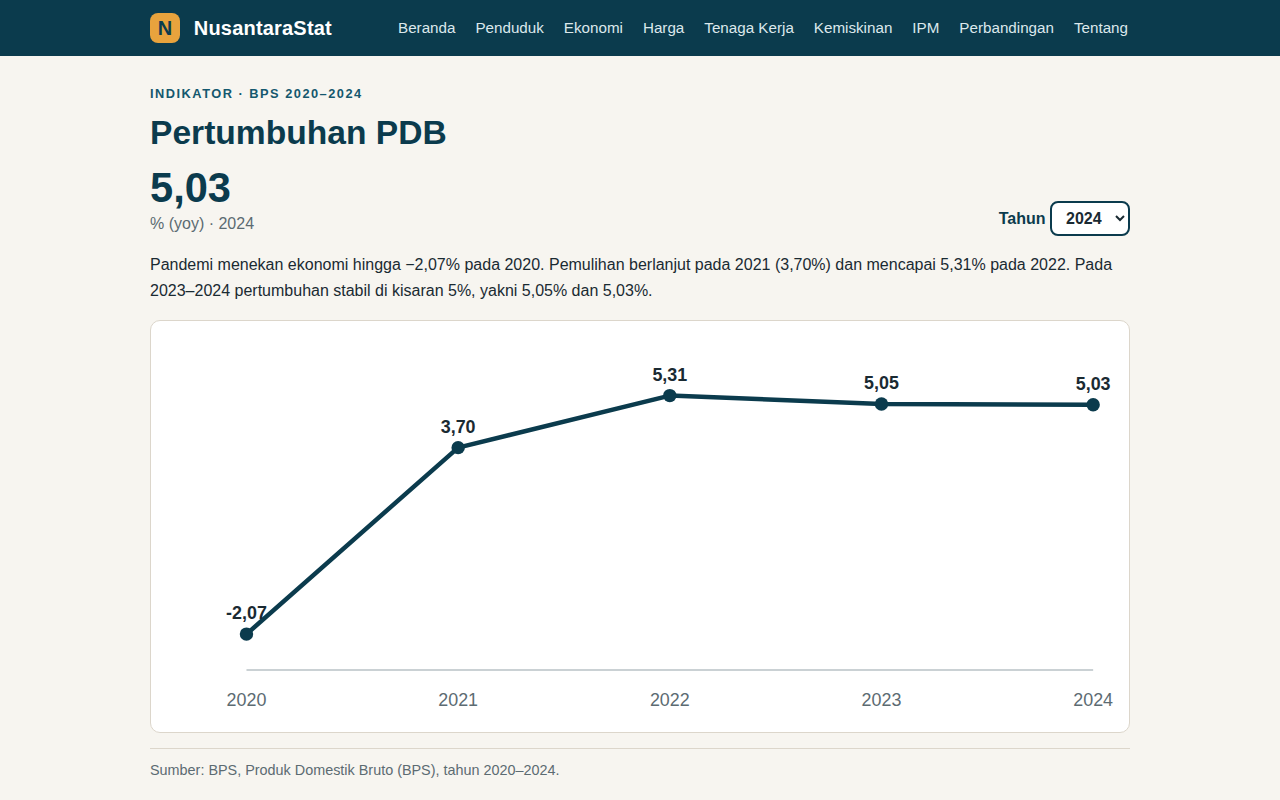 N NusantaraStat Beranda Penduduk Ekonomi Harga Tenaga Kerja Kemiskinan IPM Perbandingan Tentang
INDIKATOR · BPS 2020–2024
Pertumbuhan PDB
5,03
% (yoy) · 2024
Tahun 2024
Pandemi menekan ekonomi hingga −2,07% pada 2020. Pemulihan berlanjut pada 2021 (3,70%) dan mencapai 5,31% pada 2022. Pada
2023–2024 pertumbuhan stabil di kisaran 5%, yakni 5,05% dan 5,03%.
-2,07 3,70 5,31 5,05 5,03
2020 2021 2022 2023 2024
Sumber: BPS, Produk Domestik Bruto (BPS), tahun 2020–2024.